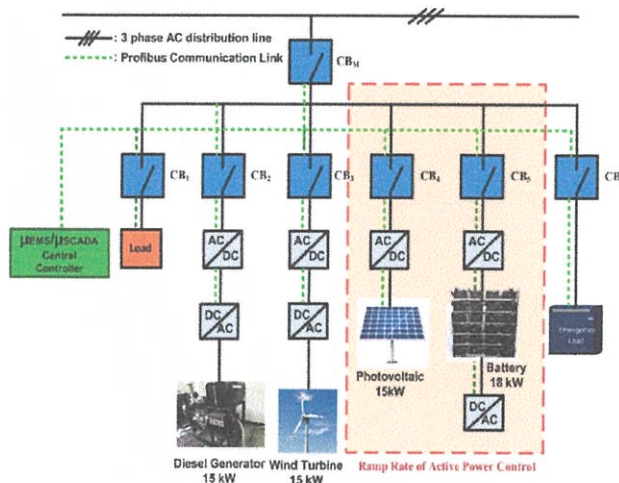 : 3 phase AC distribution line
: Profibus Communication Link
CBM
CB1
CB2
CB3
CB4
CB5
CB
µEMS/µSCADA
Central
Controller
Load
AC
DC
AC
DC
AC
DC
AC
DC
DC
AC
DC
AC
Emergency
Load
Photovoltaic
15kW
Battery
18 kW
DC
AC
Diesel Generator
15 kW
Wind Turbine
15 kW
Ramp Rate of Active Power Control